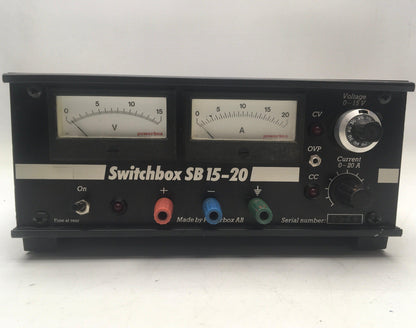 Voltage
0–15 V
0 5 10 15
V
powerbox
0 5 10 15 20
A
powerbox
CV
OVP
Current
0–20 A
CC
Switchbox SB 15–20
On
+ –
Fuse at rear
Made by Powerbox AB
Serial number